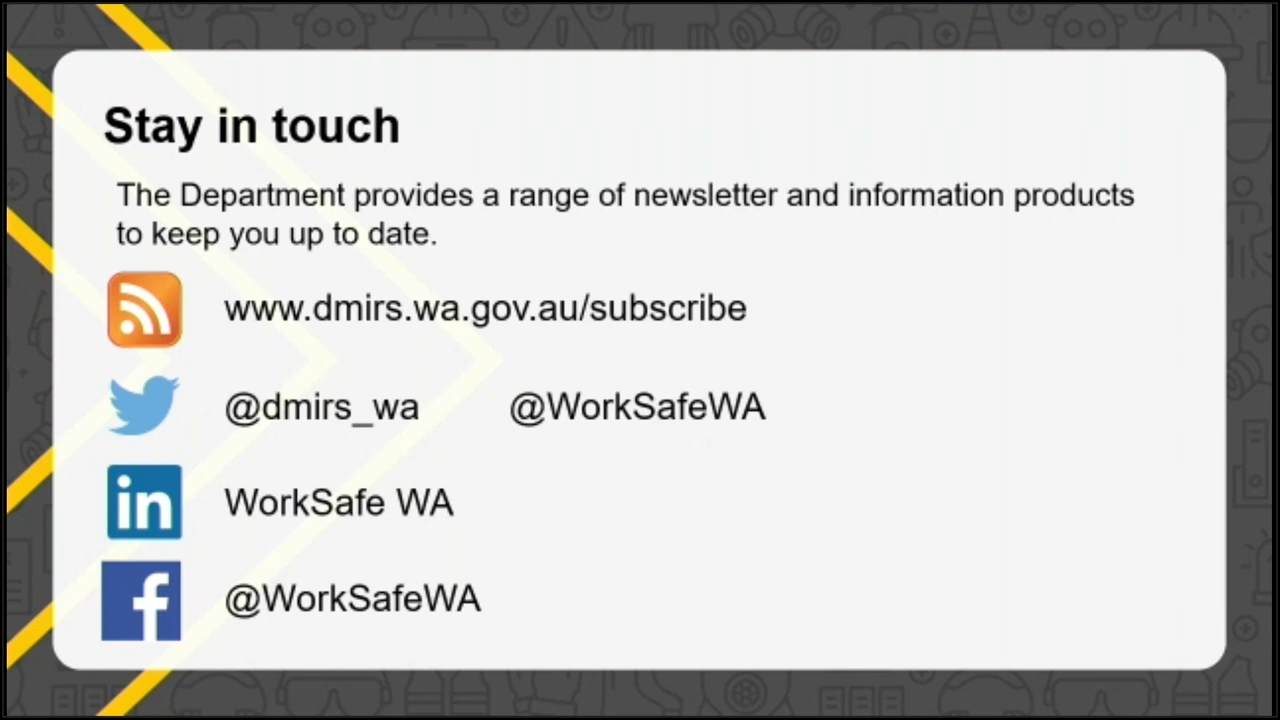 Stay in touch
The Department provides a range of newsletter and information products
to keep you up to date.
www.dmirs.wa.gov.au/subscribe
@dmirs_wa @WorkSafeWA
in WorkSafe WA
f @WorkSafeWA